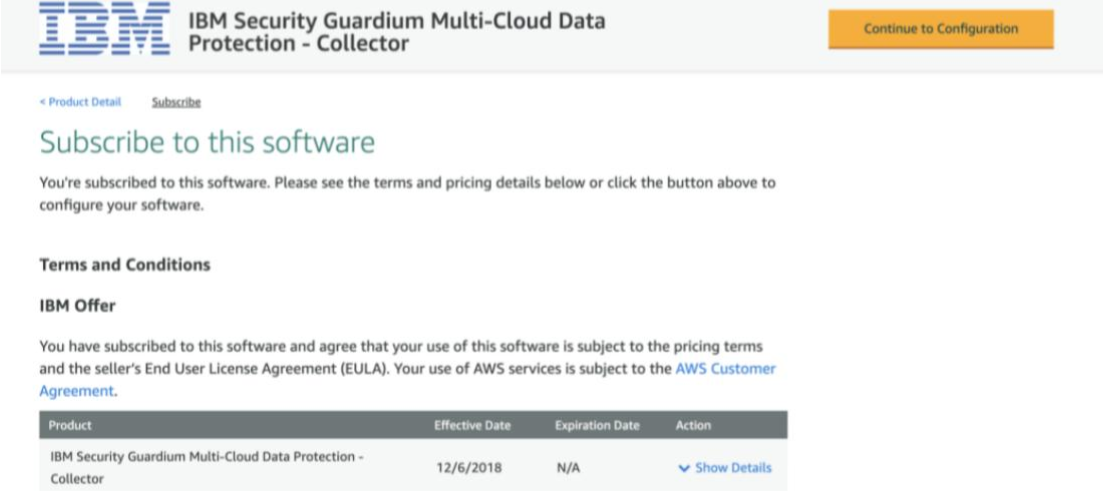 IBM
IBM Security Guardium Multi-Cloud Data
Protection - Collector
Continue to Configuration
< Product Detail Subscribe
Subscribe to this software
You're subscribed to this software. Please see the terms and pricing details below or click the button above to
configure your software.
Terms and Conditions
IBM Offer
You have subscribed to this software and agree that your use of this software is subject to the pricing terms
and the seller's End User License Agreement (EULA). Your use of AWS services is subject to the AWS Customer
Agreement.
Product Effective Date Expiration Date Action
IBM Security Guardium Multi-Cloud Data Protection -
Collector
12/6/2018 N/A Show Details